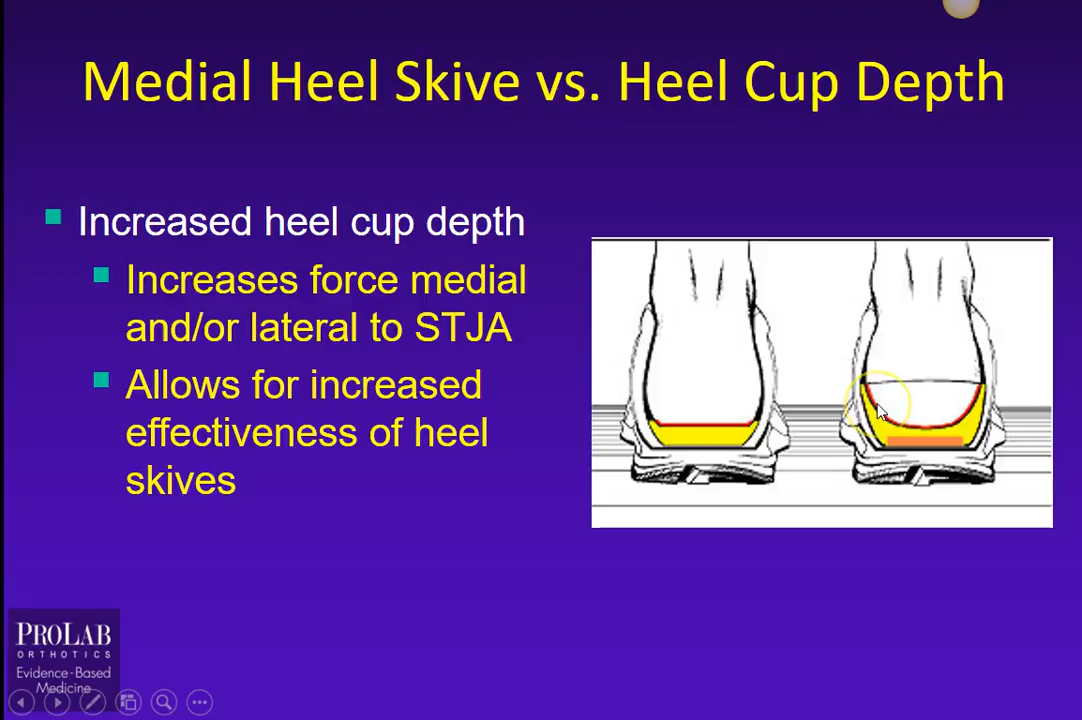 Medial Heel Skive vs. Heel Cup Depth
Increased heel cup depth
Increases force medial
and/or lateral to STJA
Allows for increased
effectiveness of heel
skives
PROLAB
ORTHOTICS
Evidence-Based
Medicine